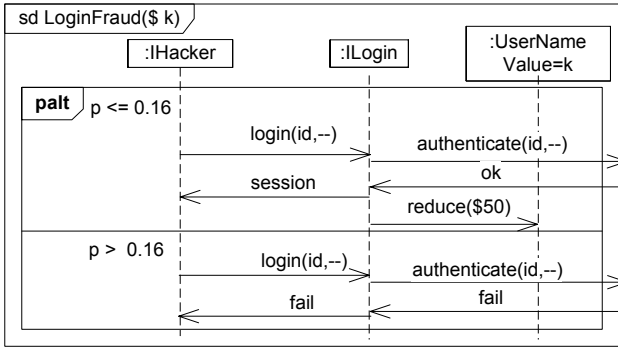 sd LoginFraud($ k)
:IHacker
:ILogin
:UserName
Value=k
palt
p <= 0.16
login(id,--)
authenticate(id,--)
ok
session
reduce($50)
p > 0.16
login(id,--)
authenticate(id,--)
fail
fail